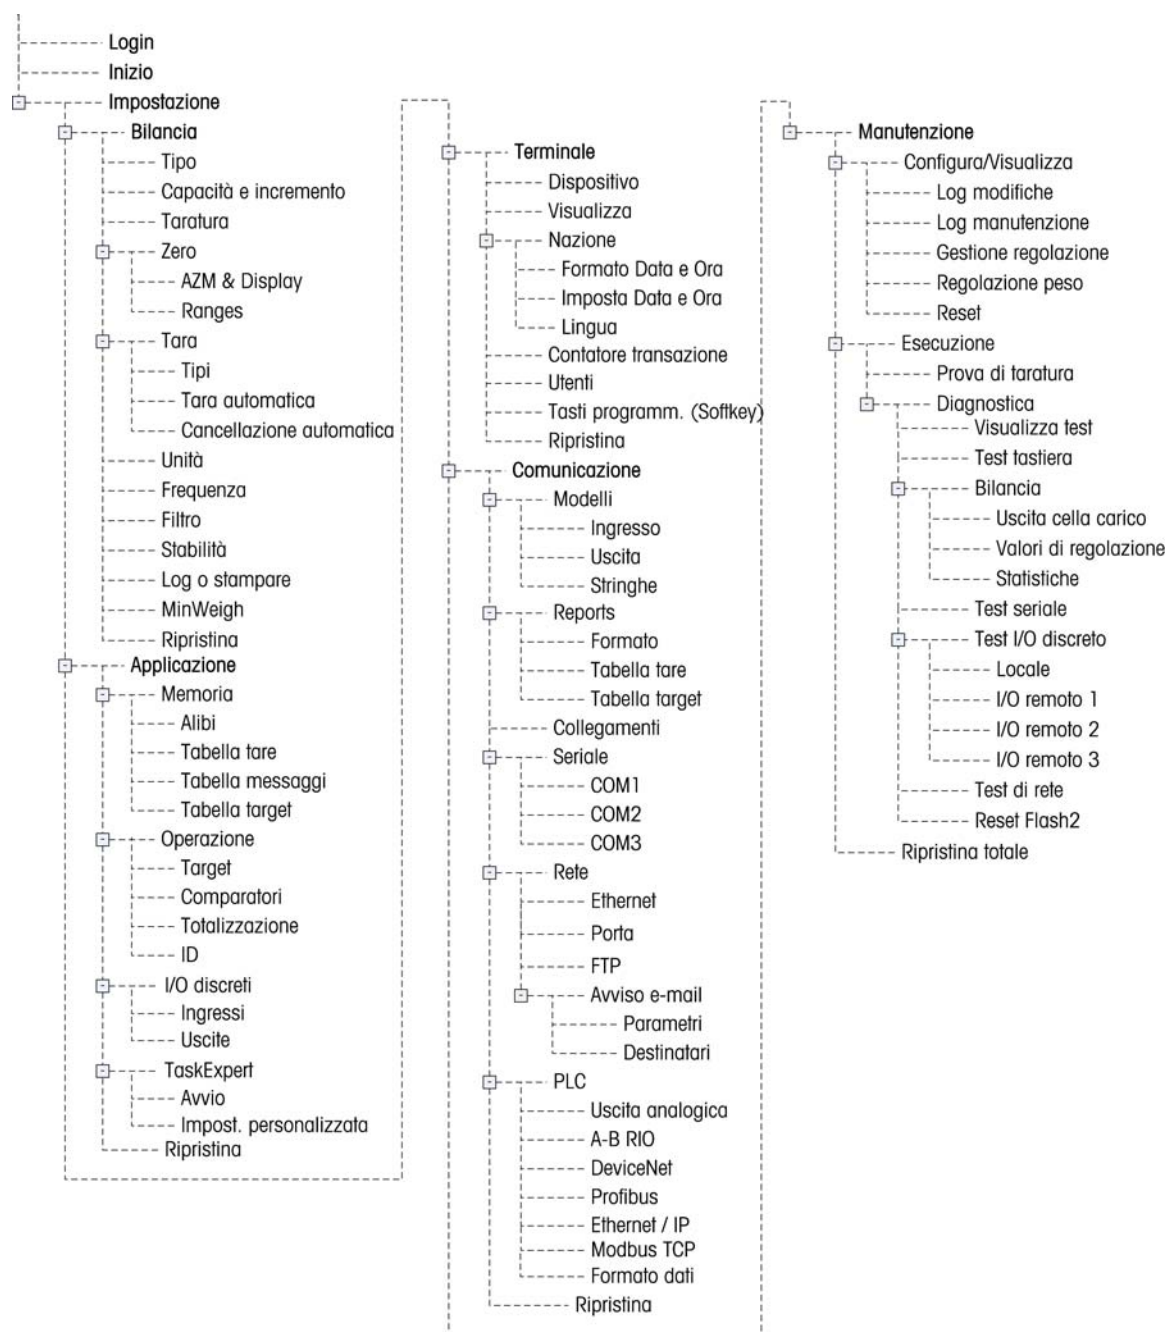 Login
Inizio
Impostazione
Bilancia
Tipo
Capacità e incremento
Taratura
Zero
AZM & Display
Ranges
Tara
Tipi
Tara automatica
Cancellazione automatica
Unità
Frequenza
Filtro
Stabilità
Log o stampare
MinWeigh
Ripristina
Applicazione
Memoria
Alibi
Tabella tare
Tabella messaggi
Tabella target
Operazione
Target
Comparatori
Totalizzazione
ID
I/O discreti
Ingressi
Uscite
TaskExpert
Avvio
Impost. personalizzata
Ripristina
Terminale
Dispositivo
Visualizza
Nazione
Formato Data e Ora
Imposta Data e Ora
Lingua
Contatore transazione
Utenti
Tasti programm. (Softkey)
Ripristina
Comunicazione
Modelli
Ingresso
Uscita
Stringhe
Reports
Formato
Tabella tare
Tabella target
Collegamenti
Seriale
COM1
COM2
COM3
Rete
Ethernet
Porta
FTP
Avviso e-mail
Parametri
Destinatari
PLC
Uscita analogica
A-B RIO
DeviceNet
Profibus
Ethernet / IP
Modbus TCP
Formato dati
Ripristina
Manutenzione
Configura/Visualizza
Log modifiche
Log manutenzione
Gestione regolazione
Regolazione peso
Reset
Esecuzione
Prova di taratura
Diagnostica
Visualizza test
Test tastiera
Bilancia
Uscita cella carico
Valori di regolazione
Statistiche
Test seriale
Test I/O discreto
Locale
I/O remoto 1
I/O remoto 2
I/O remoto 3
Test di rete
Reset Flash2
Ripristina totale